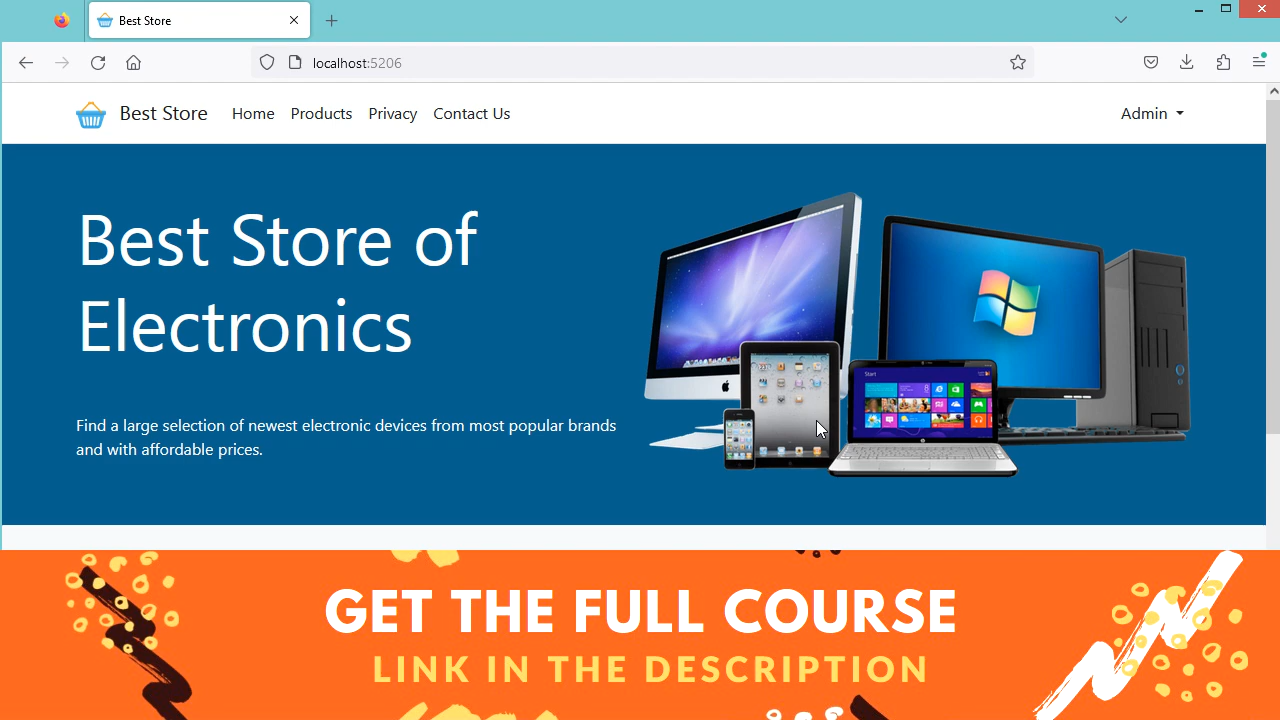 Best Store
localhost:5206
Best Store Home Products Privacy Contact Us Admin
Best Store of
Electronics
Find a large selection of newest electronic devices from most popular brands
and with affordable prices.
Start
GET THE FULL COURSE
LINK IN THE DESCRIPTION